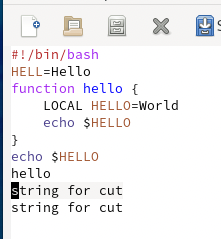 #!/bin/bash
HELL=Hello
function hello {
    LOCAL HELLO=World
    echo $HELLO
}
echo $HELLO
hello
string for cut
string for cut